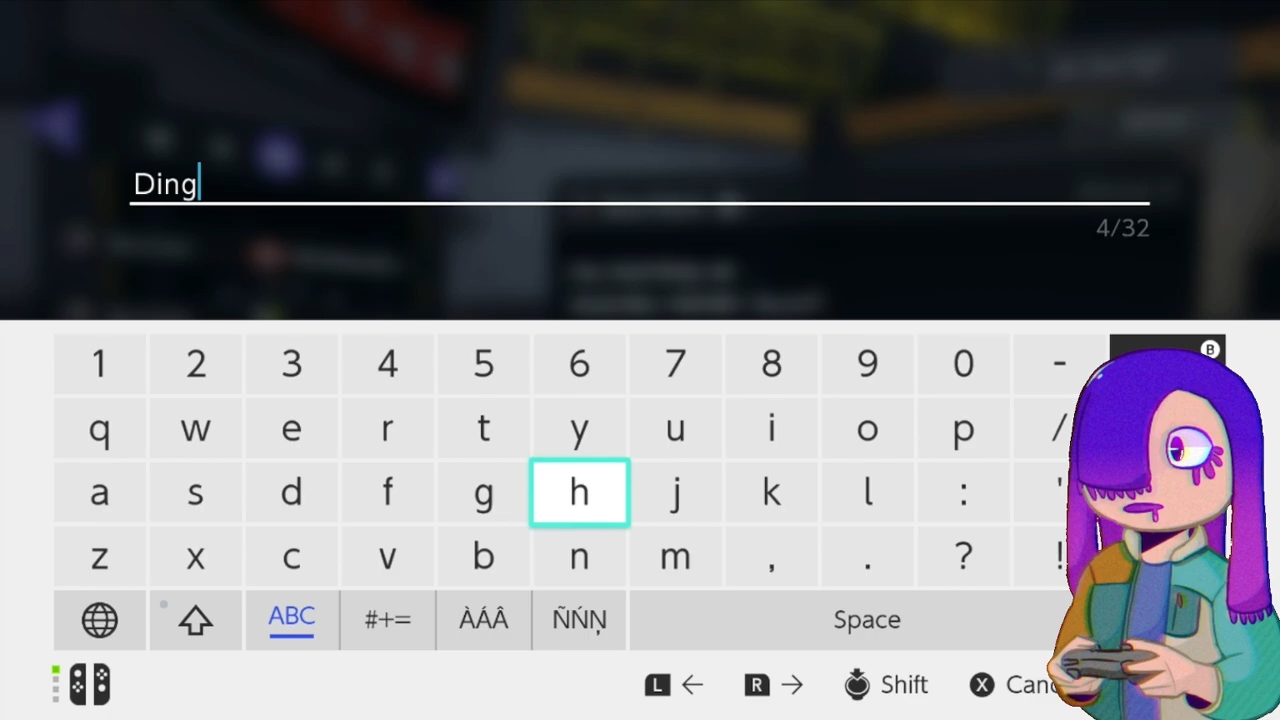 Ding
4/32
1 2 3 4 5 6 7 8 9 0 - B
q w e r t y u i o p /
a s d f g h j k l : '
z x c v b n m , . ? !
ABC #+= ÀÁÂ ÑŃŅ Space
L ← R → Shift X Canc